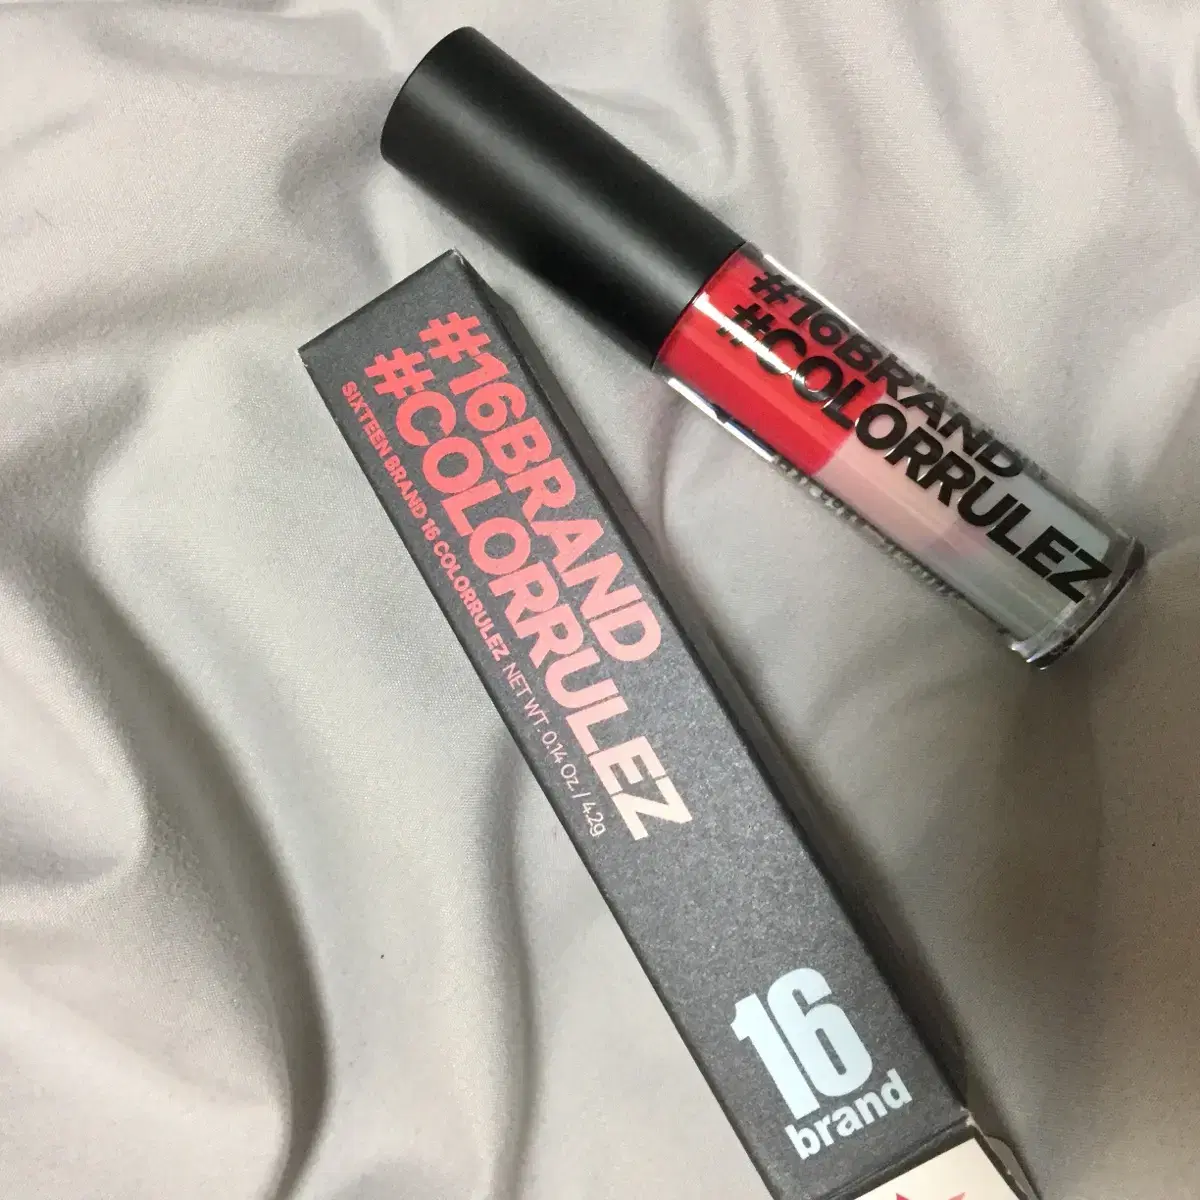 #16BRAND
#COLORRULEZ
#16BRAND
#COLORRULEZ
SIXTEEN BRAND 16 COLORRULEZ NET WT. 0.14 Oz. / 4.2g
16
brand